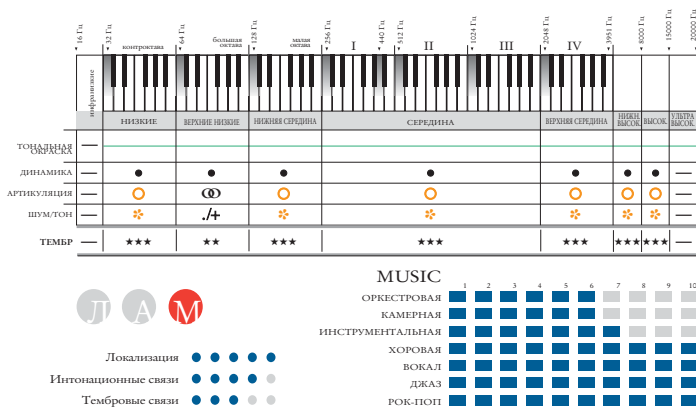 16 Гц 32 Гц 64 Гц 128 Гц 256 Гц 440 Гц 512 Гц 1024 Гц 2048 Гц 3951 Гц 8000 Гц 15000 Гц 20000 Гц
контроктава большая октава малая октава I II III IV
инфранизкие
НИЗКИЕ ВЕРХНИЕ НИЗКИЕ НИЖНЯЯ СЕРЕДИНА СЕРЕДИНА ВЕРХНЯЯ СЕРЕДИНА НИЖН. ВЫСОК. ВЫСОК. УЛЬТРА ВЫСОК.
ТОНАЛЬНАЯ ОКРАСКА —
ДИНАМИКА — ● ● ● ● ● ● ● —
АРТИКУЛЯЦИЯ —
ШУМ/ТОН — ./+ —
ТЕМБР — ★★★ ★★ ★★★ ★★★ ★★★ ★★★ ★★★ —
MUSIC
1 2 3 4 5 6 7 8 9 10
ОРКЕСТРОВАЯ
КАМЕРНАЯ
ИНСТРУМЕНТАЛЬНАЯ
ХОРОВАЯ
ВОКАЛ
ДЖАЗ
РОК-ПОП
Л А М
Локализация
Интонационные связи
Тембровые связи